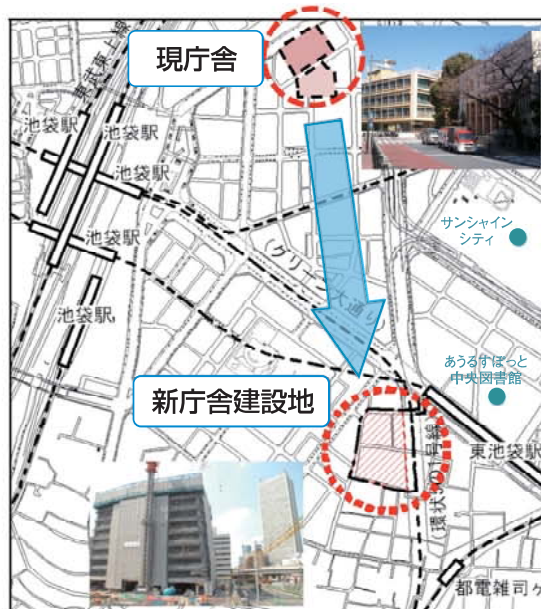 現庁舎
東武東上線
池袋駅
池袋駅
池袋駅
池袋駅
池袋駅
サンシャイン
シティ
(グリーン大通り)
あうるすぽっと
中央図書館
新庁舎建設地
東池袋駅
(環状5の1号線)
都電雑司ヶ